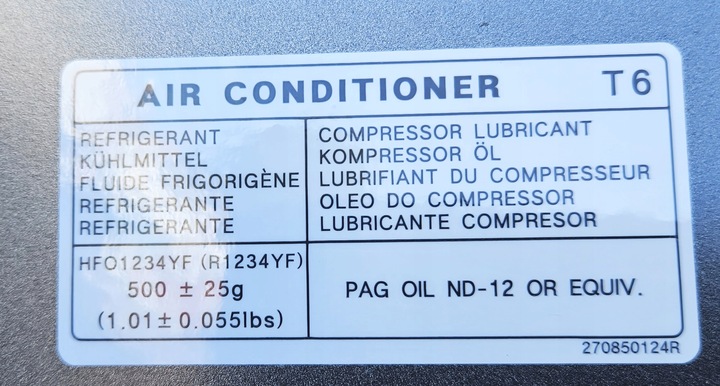 AIR CONDITIONER T6
REFRIGERANT
KÜHLMITTEL
FLUIDE FRIGORIGÈNE
REFRIGERANTE
REFRIGERANTE
COMPRESSOR LUBRICANT
KOMPRESSOR ÖL
LUBRIFIANT DU COMPRESSEUR
OLEO DO COMPRESSOR
LUBRICANTE COMPRESOR
HFO1234YF (R1234YF)
500 ± 25g
(1.01± 0.055lbs)
PAG OIL ND-12 OR EQUIV.
270850124R